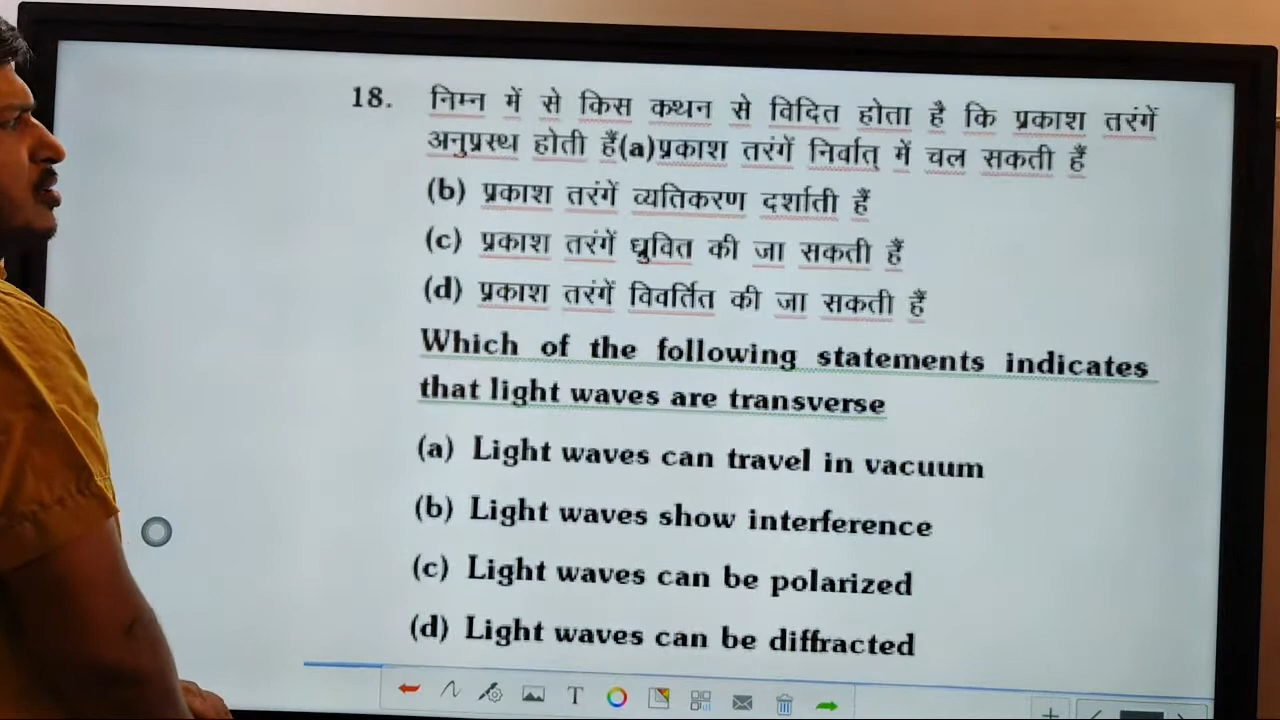 18. निम्न में से किस कथन से विदित होता है कि प्रकाश तरंगें
अनुप्रस्थ होती हैं(a)प्रकाश तरंगें निर्वात् में चल सकती हैं
(b) प्रकाश तरंगें व्यतिकरण दर्शाती हैं
(c) प्रकाश तरंगें ध्रुवित की जा सकती हैं
(d) प्रकाश तरंगें विवर्तित की जा सकती हैं
Which of the following statements indicates
that light waves are transverse
(a) Light waves can travel in vacuum
(b) Light waves show interference
(c) Light waves can be polarized
(d) Light waves can be diffracted
T